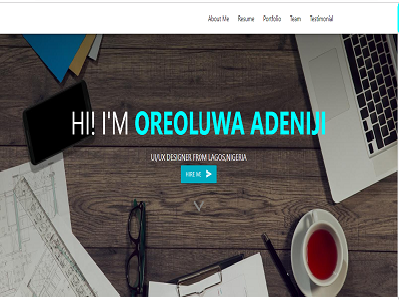 About Me Resume Portfolio Team Testimonial
HI! I'M OREOLUWA ADENIJI
UI/UX DESIGNER FROM LAGOS,NIGERIA
HIRE ME